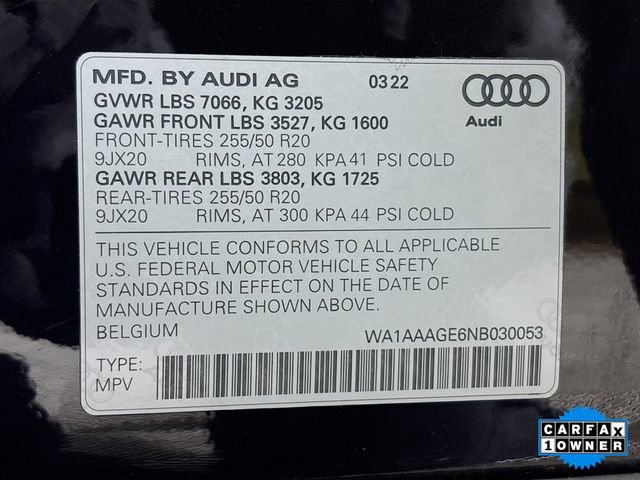 MFD. BY AUDI AG 03 22
GVWR LBS 7066, KG 3205
GAWR FRONT LBS 3527, KG 1600
FRONT-TIRES 255/50 R20
9JX20 RIMS, AT 280 KPA 41 PSI COLD
GAWR REAR LBS 3803, KG 1725
REAR-TIRES 255/50 R20
9JX20 RIMS, AT 300 KPA 44 PSI COLD
Audi
THIS VEHICLE CONFORMS TO ALL APPLICABLE
U.S. FEDERAL MOTOR VEHICLE SAFETY
STANDARDS IN EFFECT ON THE DATE OF
MANUFACTURE SHOWN ABOVE.
BELGIUM WA1AAAGE6NB030053
TYPE:
MPV
CARFAX
1 OWNER